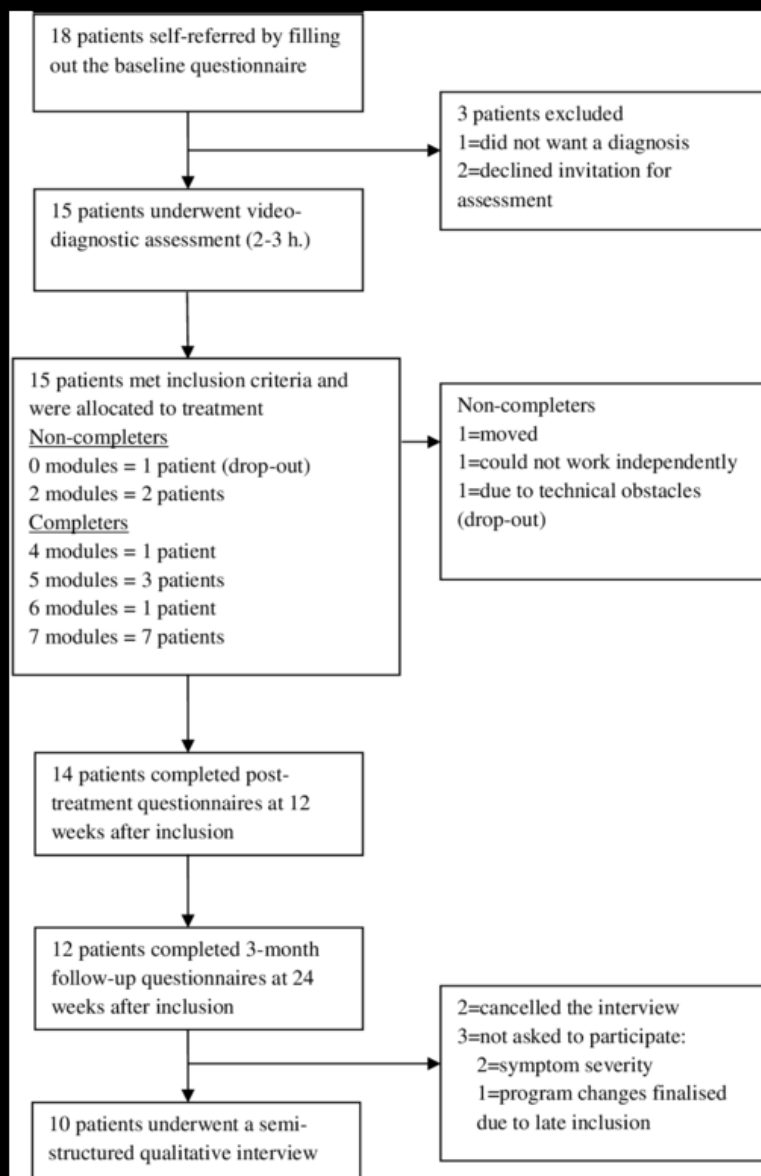 18 patients self-referred by filling
out the baseline questionnaire
3 patients excluded
1=did not want a diagnosis
2=declined invitation for
assessment
15 patients underwent video-
diagnostic assessment (2-3 h.)
15 patients met inclusion criteria and
were allocated to treatment
Non-completers
0 modules = 1 patient (drop-out)
2 modules = 2 patients
Completers
4 modules = 1 patient
5 modules = 3 patients
6 modules = 1 patient
7 modules = 7 patients
Non-completers
1=moved
1=could not work independently
1=due to technical obstacles
(drop-out)
14 patients completed post-
treatment questionnaires at 12
weeks after inclusion
12 patients completed 3-month
follow-up questionnaires at 24
weeks after inclusion
2=cancelled the interview
3=not asked to participate:
2=symptom severity
1=program changes finalised
due to late inclusion
10 patients underwent a semi-
structured qualitative interview